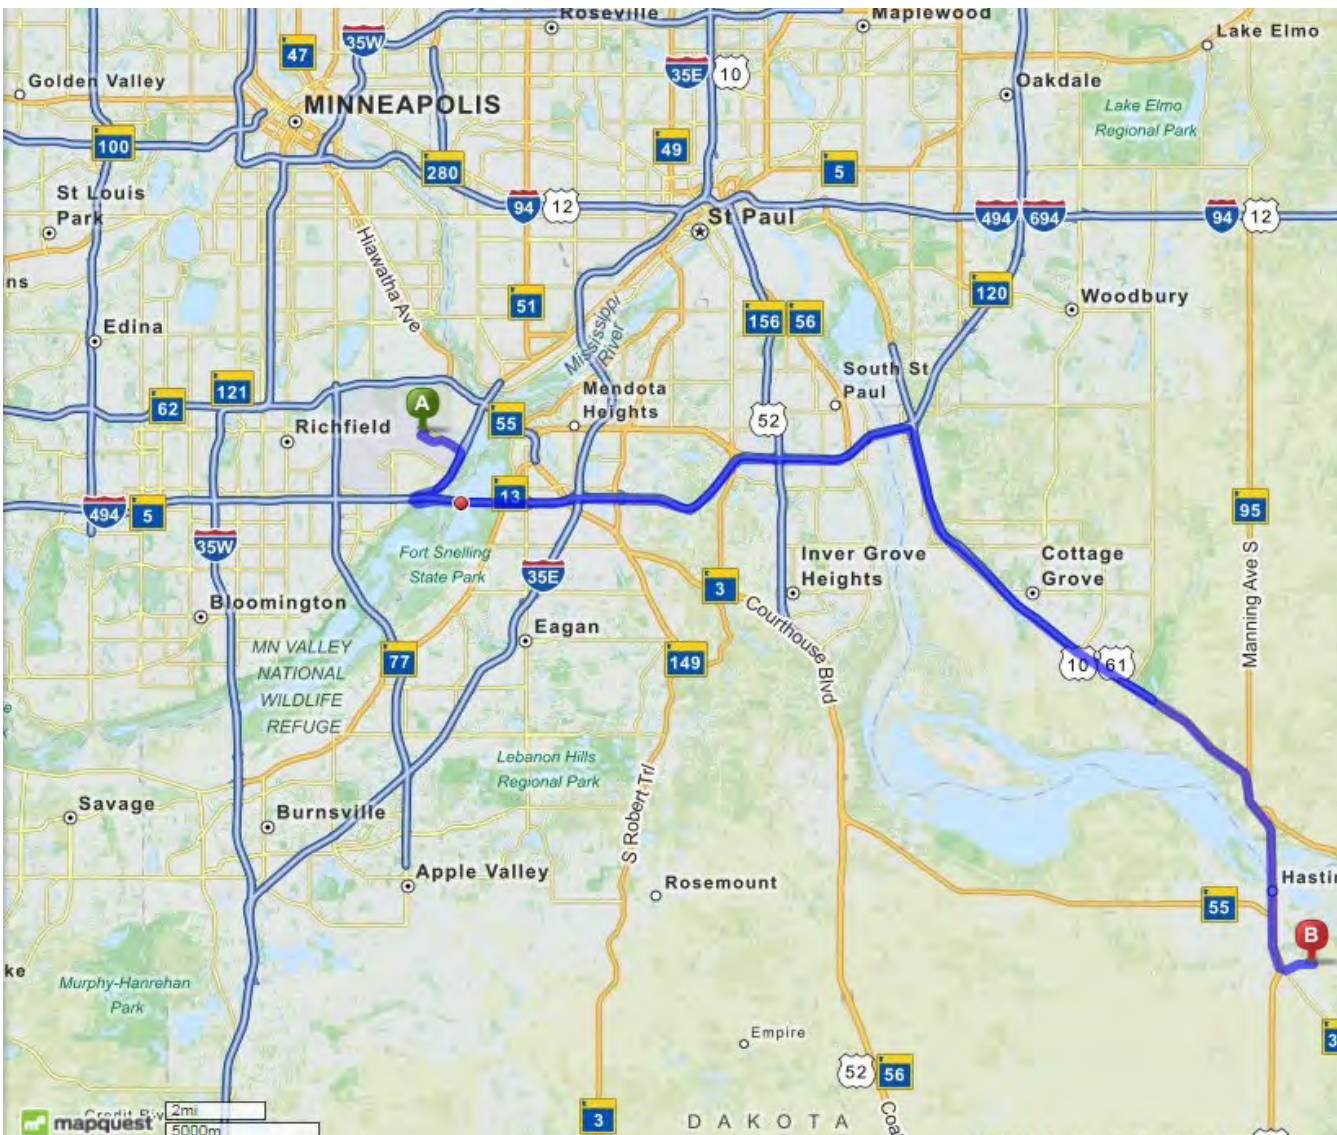 Roseville
Maplewood
Lake Elmo
35W
47
35E
10
Golden Valley
Oakdale
MINNEAPOLIS
Lake Elmo
Regional Park
100
49
280
5
St Louis
Park
94
12
St Paul
494
694
94
12
Hiawatha Ave
ns
51
Mississippi
River
120
Woodbury
156
56
Edina
South St
Paul
121
62
Mendota
Heights
A
55
52
Richfield
13
494
5
95
35W
Fort Snelling
State Park
35E
Inver Grove
Heights
Cottage
Grove
3
Bloomington
Courthouse Blvd
Manning Ave S
Eagan
MN VALLEY
NATIONAL
WILDLIFE
REFUGE
77
149
10
61
Lebanon Hills
Regional Park
Savage
Burnsville
S Robert Trl
Apple Valley
Rosemount
Hastin
55
B
ke
Murphy-Hanrehan
Park
Empire
3
52
56
Coa
3
DAKOTA
mapquest
2mi
5000m